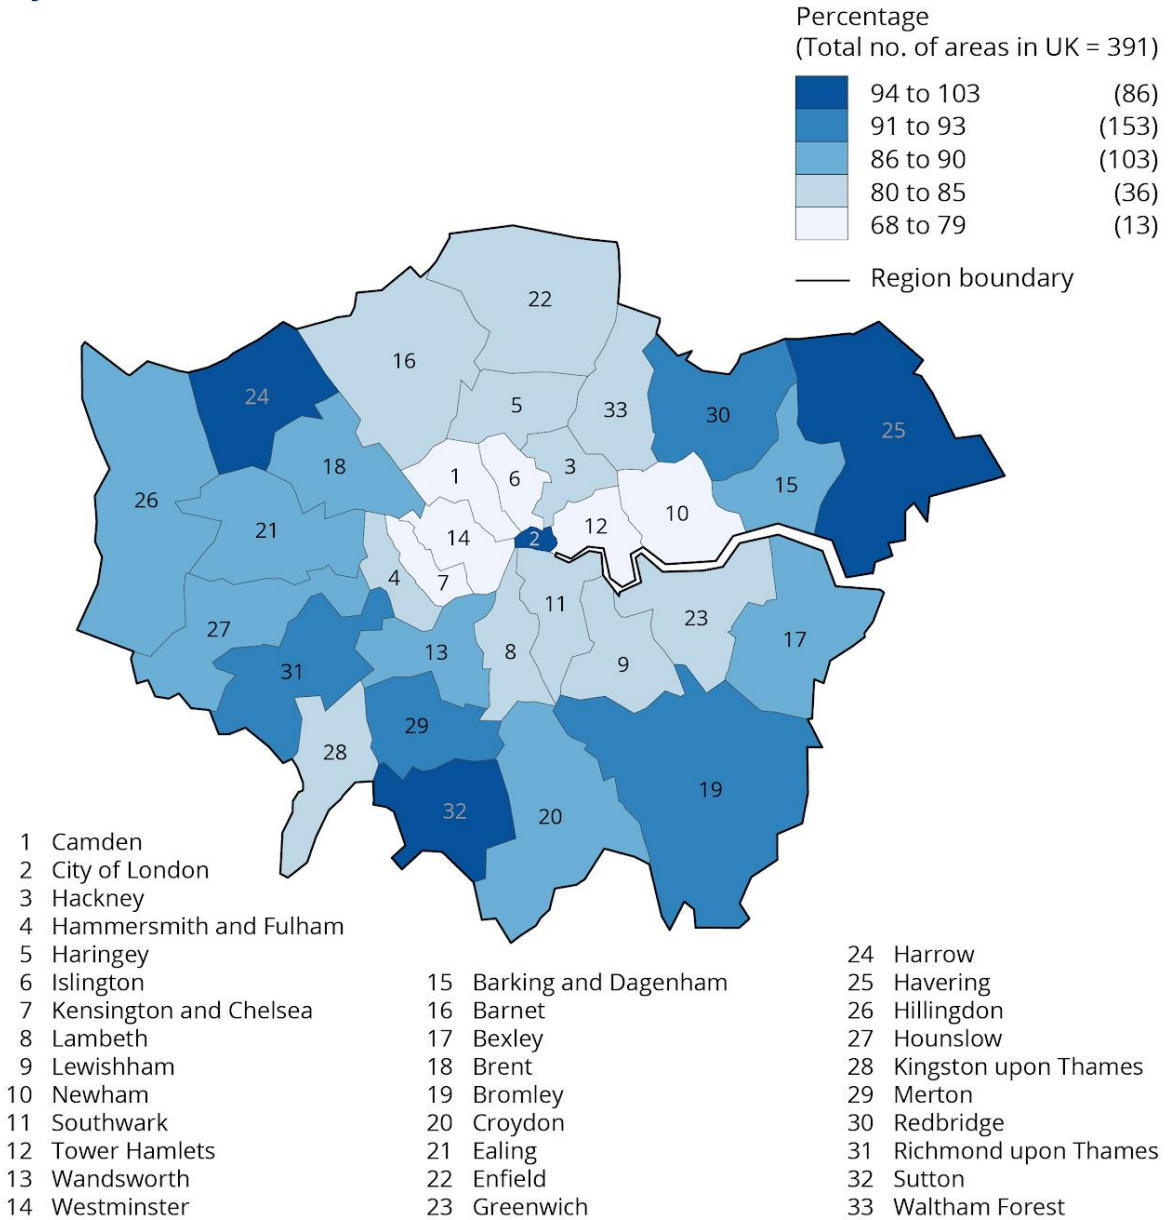 Percentage
(Total no. of areas in UK = 391)
94 to 103 (86)
91 to 93 (153)
86 to 90 (103)
80 to 85 (36)
68 to 79 (13)
Region boundary
22
16
24
5
33
30
25
18
1
6
3
15
26
10
21
14
2
12
4
7
11
27
23
17
13
8
9
31
29
28
19
32
20
1 Camden
2 City of London
3 Hackney
4 Hammersmith and Fulham
5 Haringey
6 Islington
7 Kensington and Chelsea
8 Lambeth
9 Lewishham
10 Newham
11 Southwark
12 Tower Hamlets
13 Wandsworth
14 Westminster
15 Barking and Dagenham
16 Barnet
17 Bexley
18 Brent
19 Bromley
20 Croydon
21 Ealing
22 Enfield
23 Greenwich
24 Harrow
25 Havering
26 Hillingdon
27 Hounslow
28 Kingston upon Thames
29 Merton
30 Redbridge
31 Richmond upon Thames
32 Sutton
33 Waltham Forest